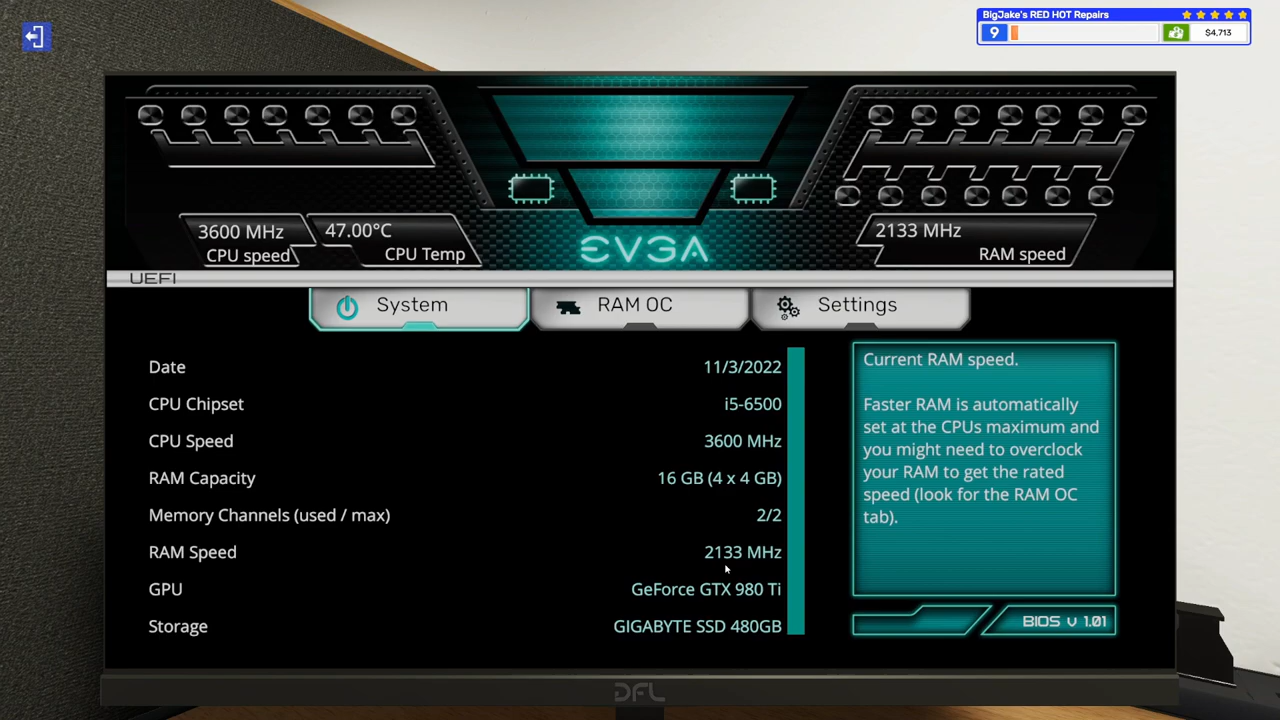 BigJake's RED HOT Repairs
9
$4,713
3600 MHz
CPU speed
47.00°C
CPU Temp
EVGA
2133 MHz
RAM speed
UEFI
System
RAM OC
Settings
Date 11/3/2022
CPU Chipset i5-6500
CPU Speed 3600 MHz
RAM Capacity 16 GB (4 x 4 GB)
Memory Channels (used / max) 2/2
RAM Speed 2133 MHz
GPU GeForce GTX 980 Ti
Storage GIGABYTE SSD 480GB
Current RAM speed.
Faster RAM is automatically
set at the CPUs maximum and
you might need to overclock
your RAM to get the rated
speed (look for the RAM OC
tab).
BIOS v 1.01
DFL